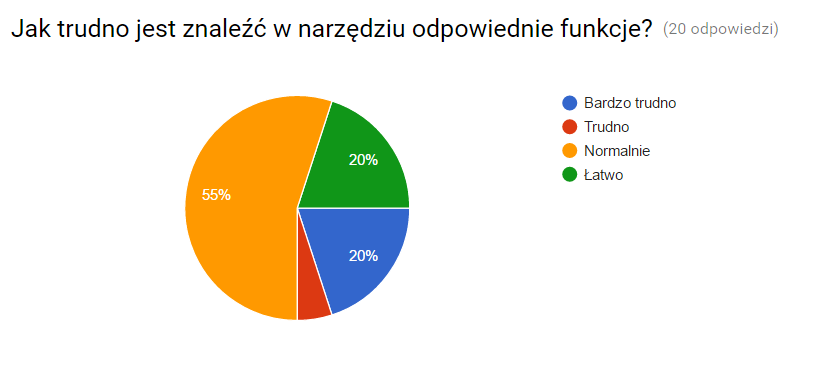 Jak trudno jest znaleźć w narzędziu odpowiednie funkcje? (20 odpowiedzi)
Bardzo trudno
Trudno
Normalnie
Łatwo
20%
55%
20%